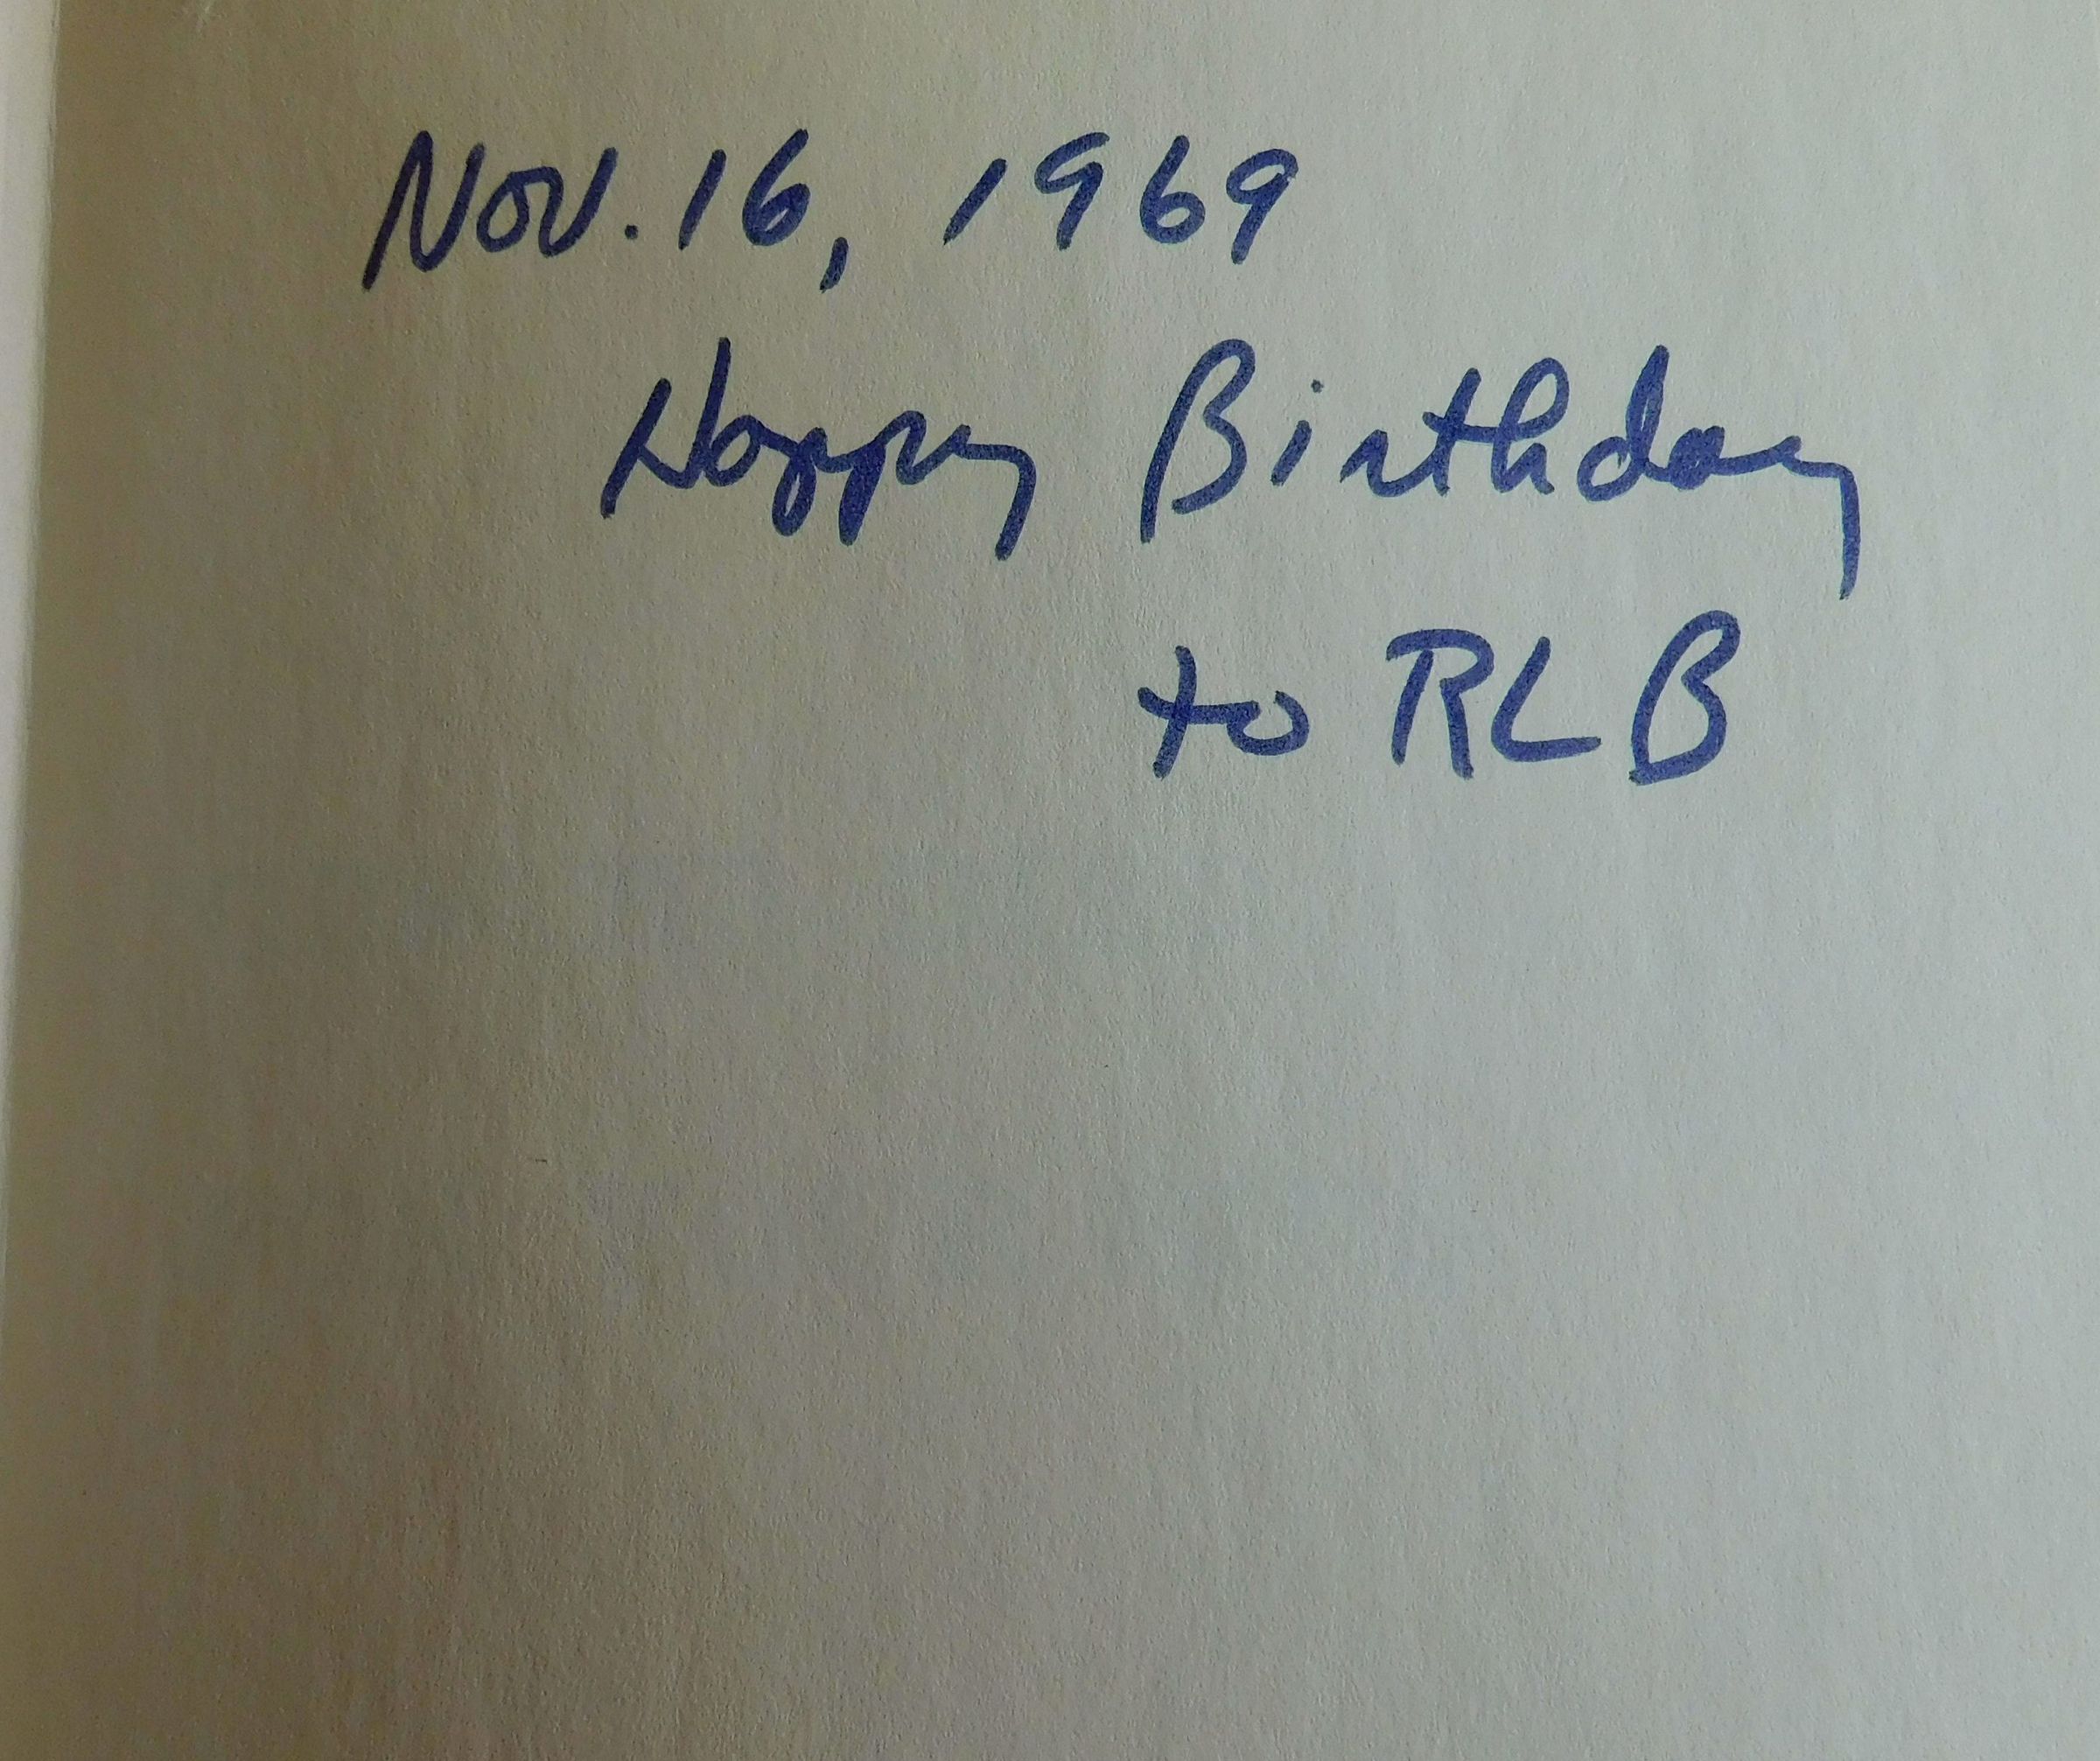 Nov. 16, 1969
Happy Birthday
to RLB